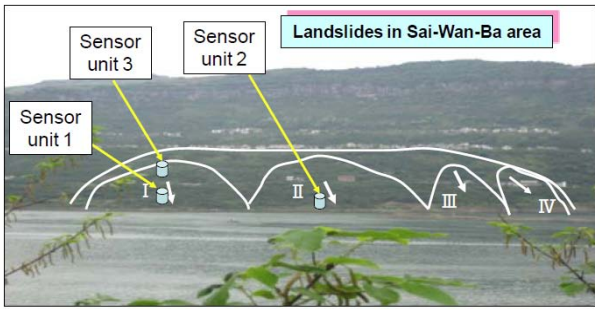 Landslides in Sai-Wan-Ba area
Sensor
unit 3
Sensor
unit 2
Sensor
unit 1
I
II
III
IV